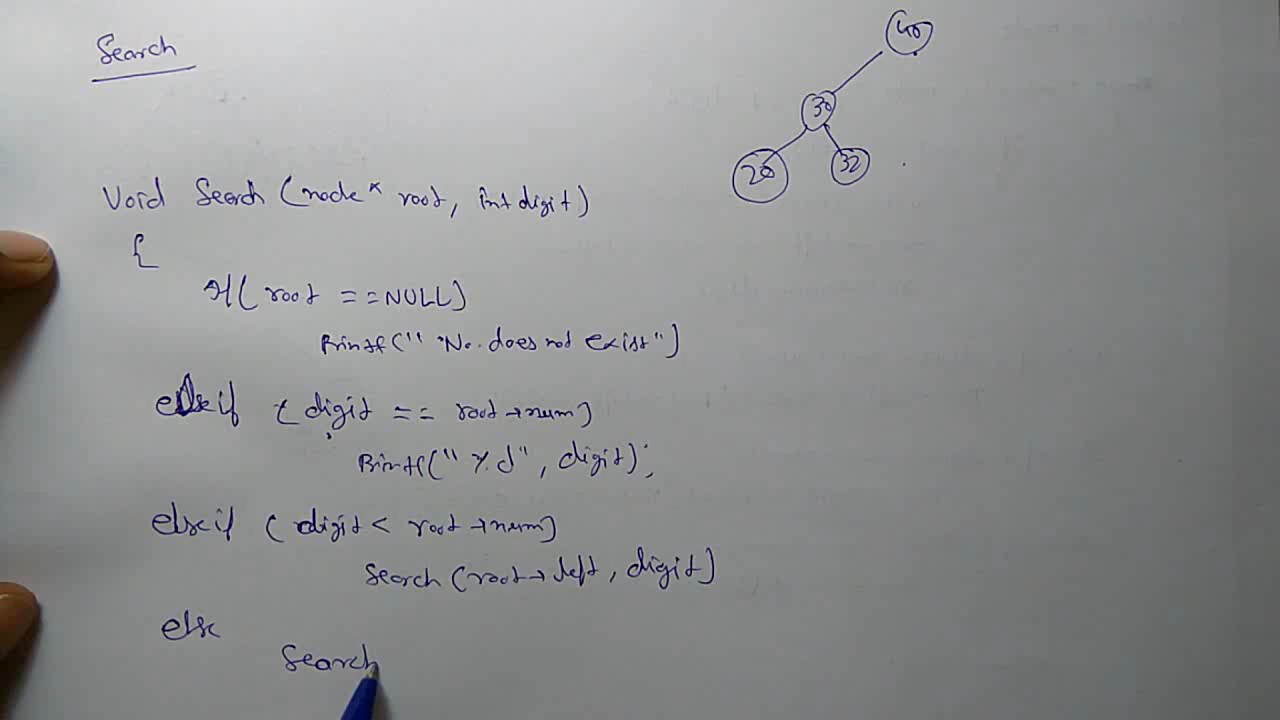 Search
40
30
20 32
Void Search (node* root, int digit)
{
If( root ==NULL)
Printf(" No. does not exist")
else if ( digit == root→num)
Printf(" %d", digit);
else if ( digit < root→num)
Search (root→left, digit)
else
Search